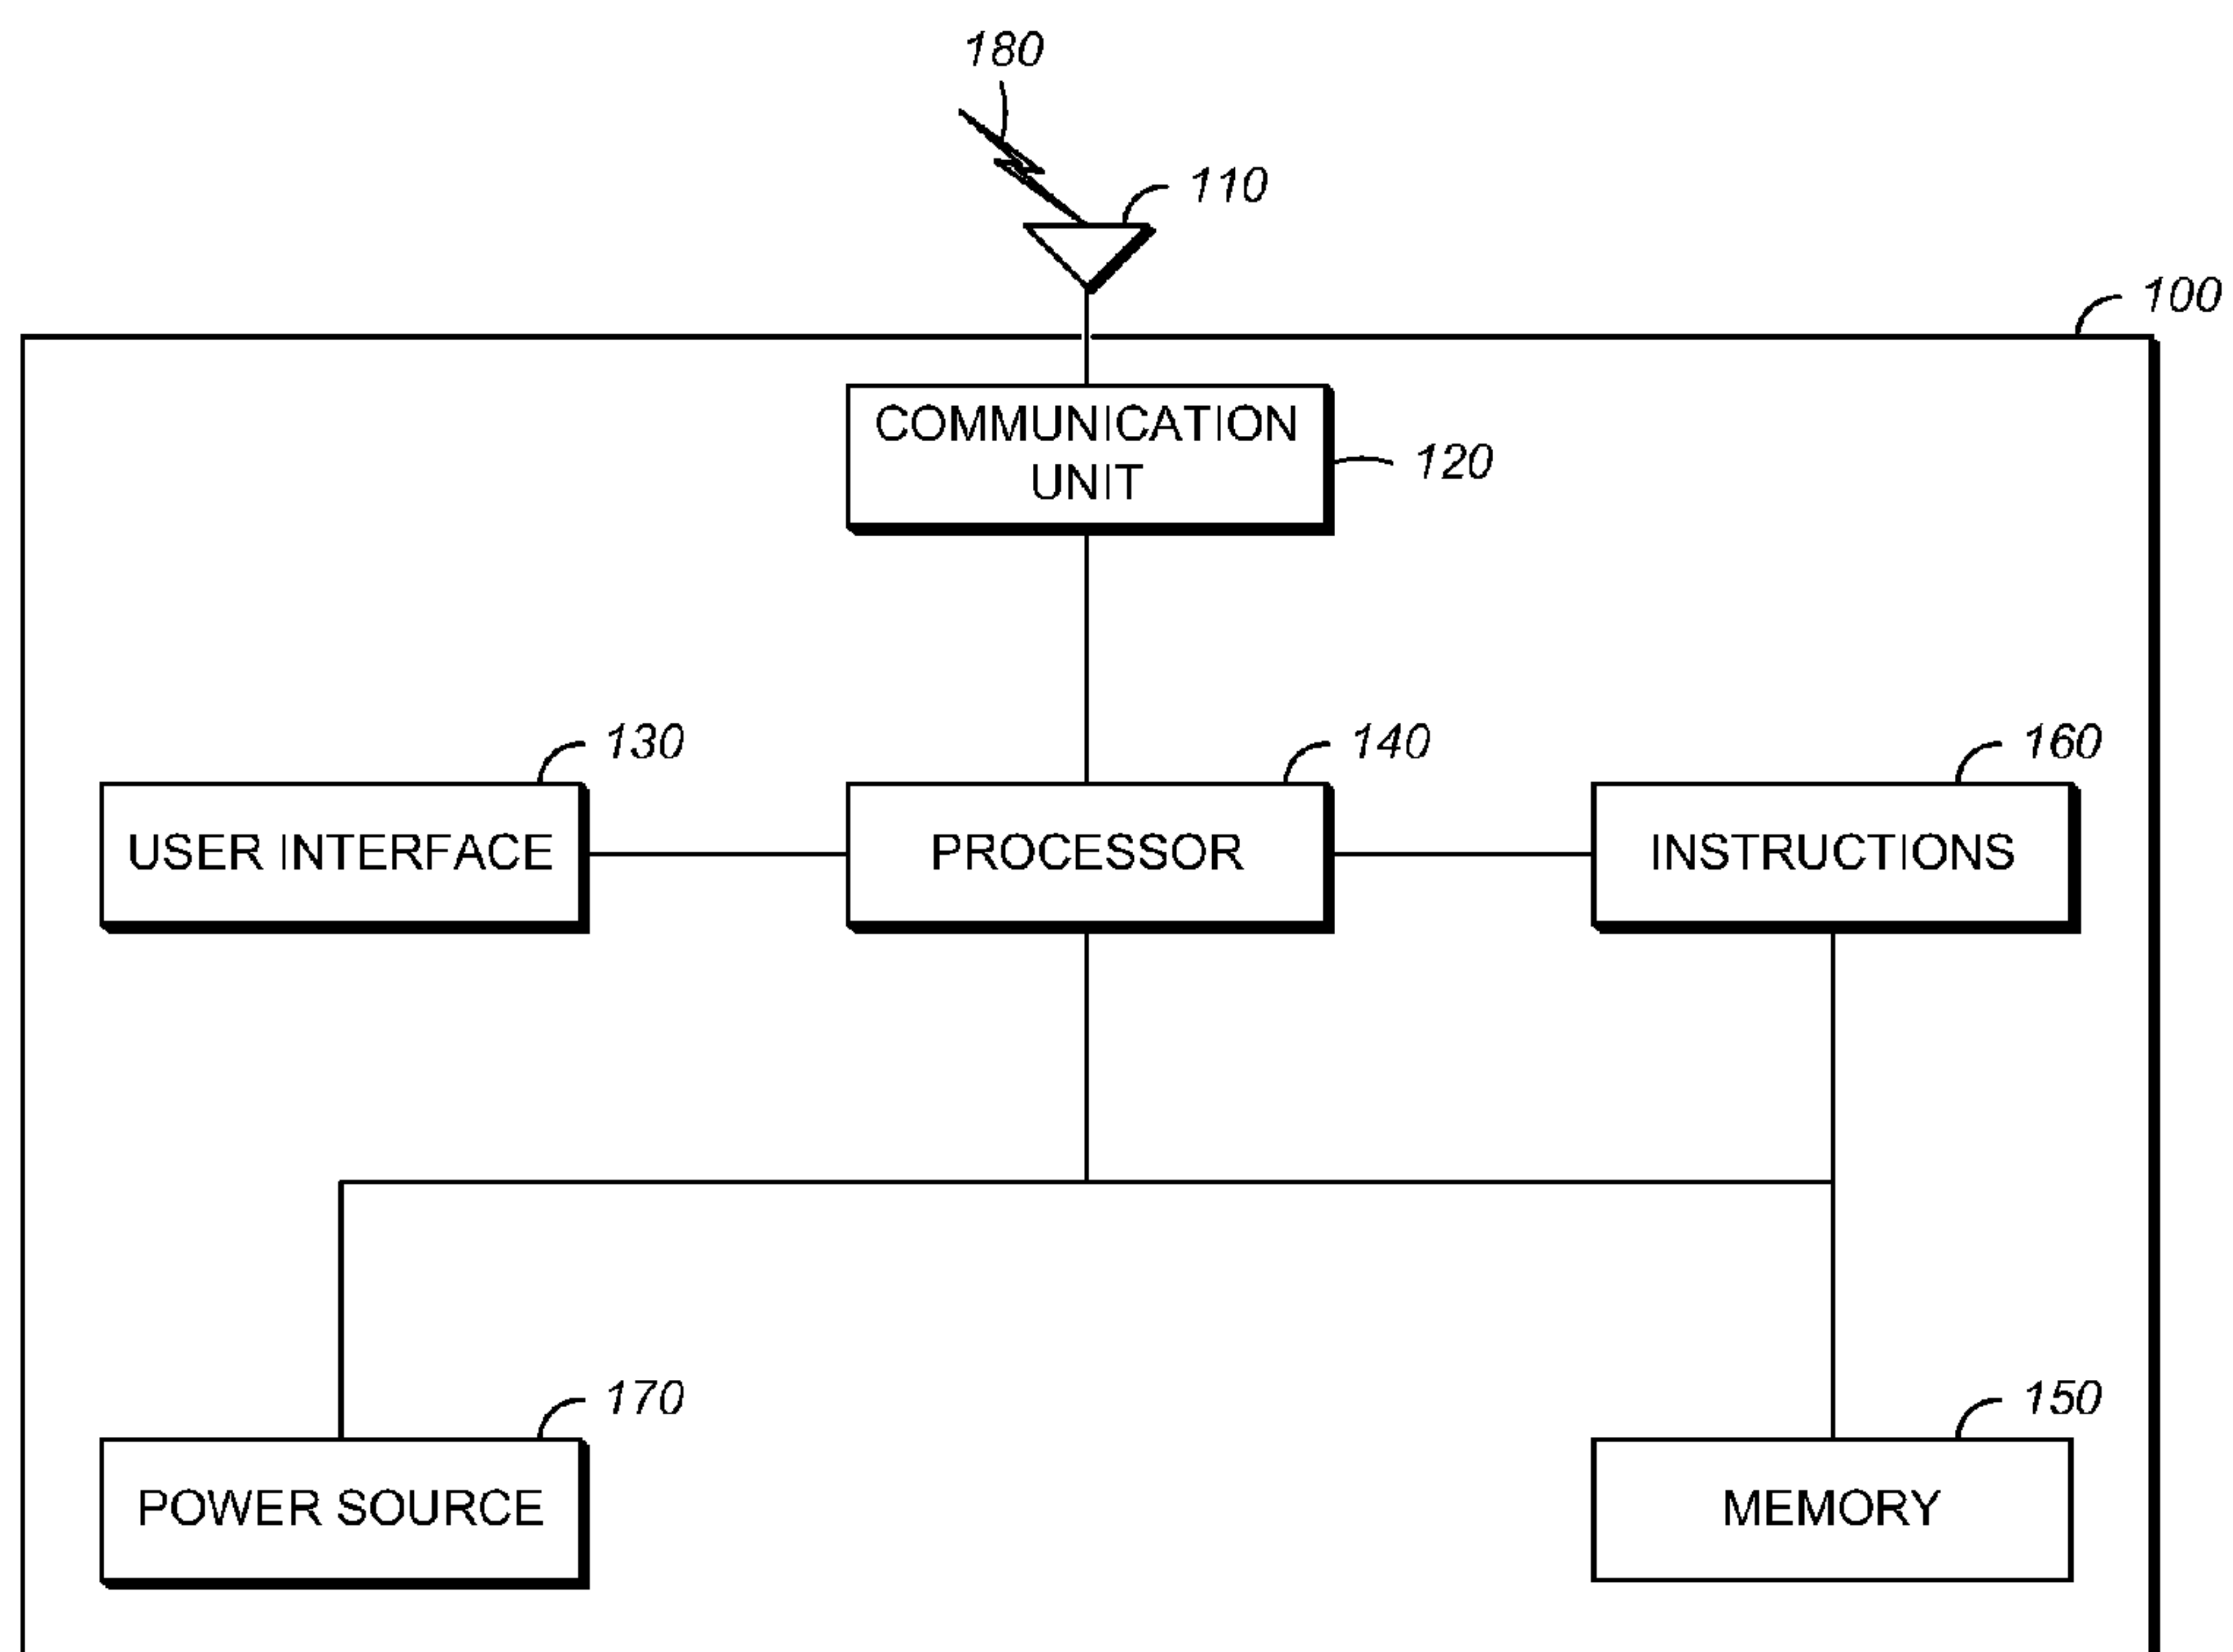 180
110
100
COMMUNICATION
UNIT
120
130
140
160
USER INTERFACE
PROCESSOR
INSTRUCTIONS
170
150
POWER SOURCE
MEMORY